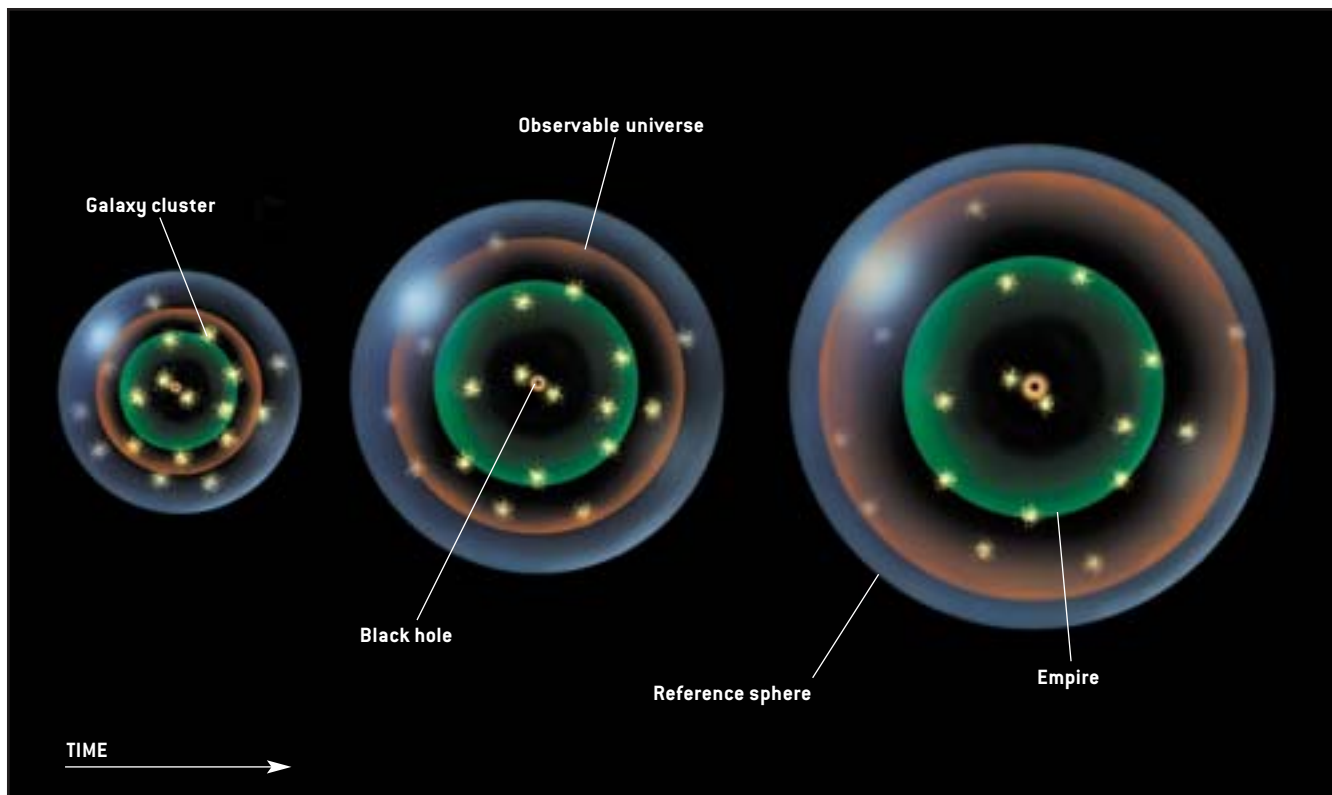 Observable universe
Galaxy cluster
Black hole
Empire
Reference sphere
TIME